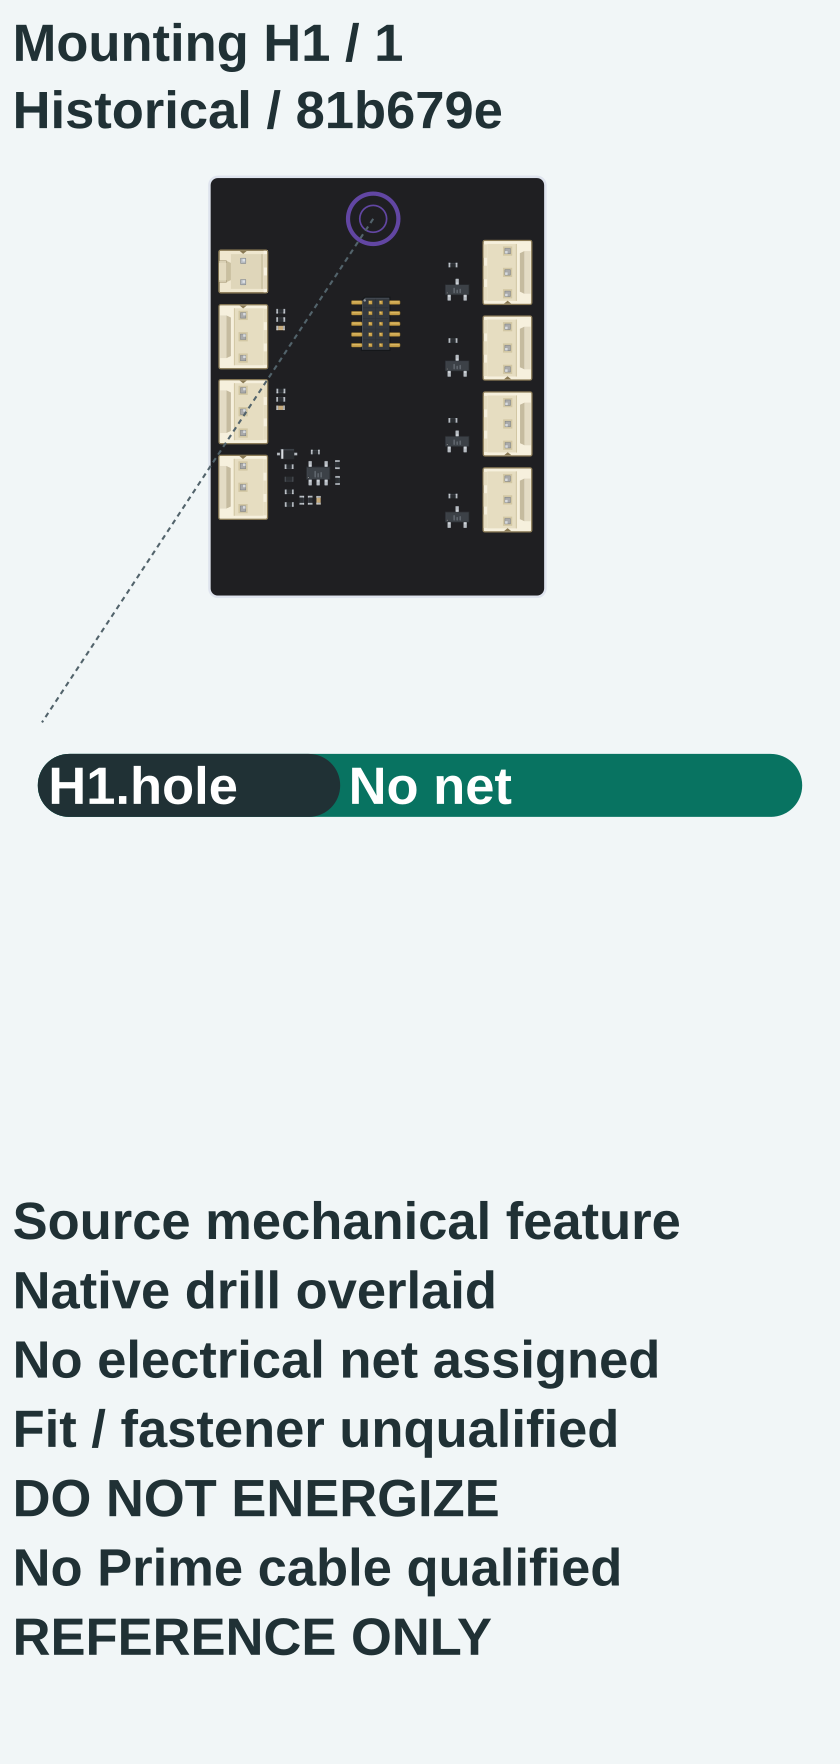 Mounting H1 / 1
Historical / 81b679e
H1.hole No net
Source mechanical feature
Native drill overlaid
No electrical net assigned
Fit / fastener unqualified
DO NOT ENERGIZE
No Prime cable qualified
REFERENCE ONLY